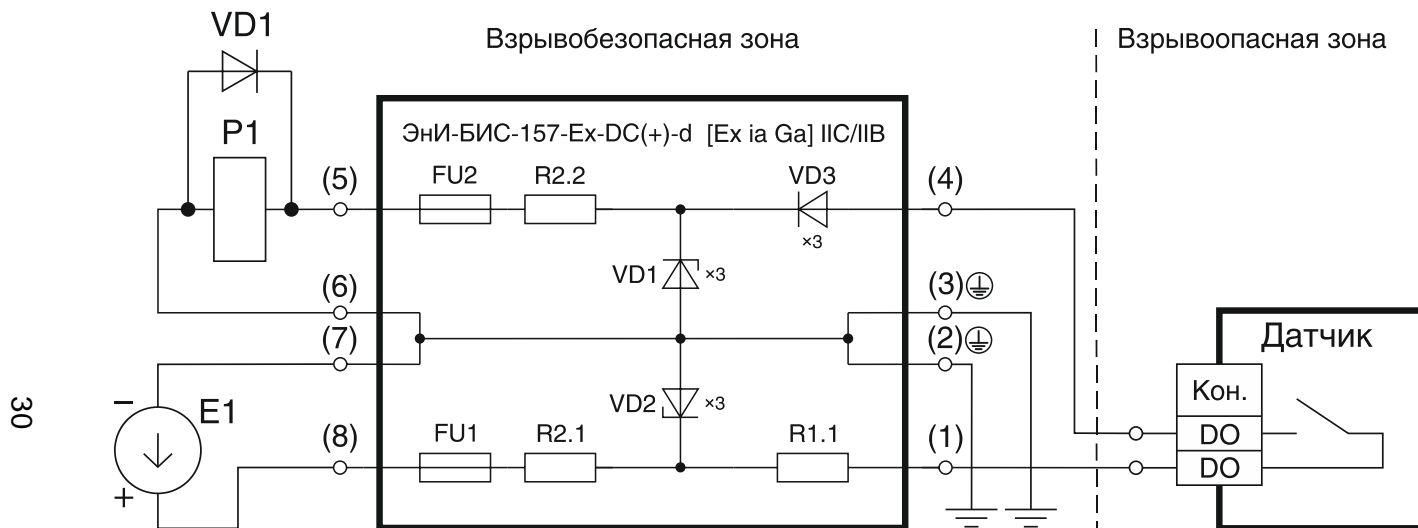 VD1
Взрывобезопасная зона
Взрывоопасная зона
P1
ЭнИ-БИС-157-Ex-DC(+)-d [Ex ia Ga] IIC/IIB
(5)
FU2
R2.2
VD3
×3
(4)
VD1
×3
(6)
(3)
(7)
(2)
Датчик
E1
−
+
VD2
×3
Кон.
DO
DO
(8)
FU1
R2.1
R1.1
(1)
30